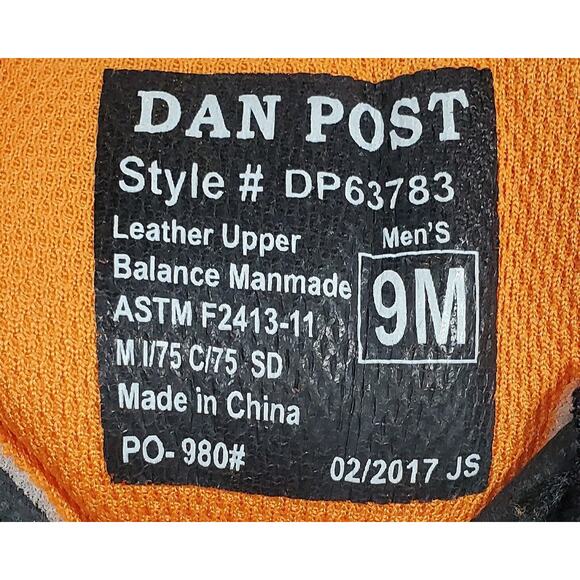 DAN POST
Style # DP63783
Leather Upper
Men'S
Balance Manmade
9M
ASTM F2413-11
M I/75 C/75 SD
Made in China
PO- 980#
02/2017 JS